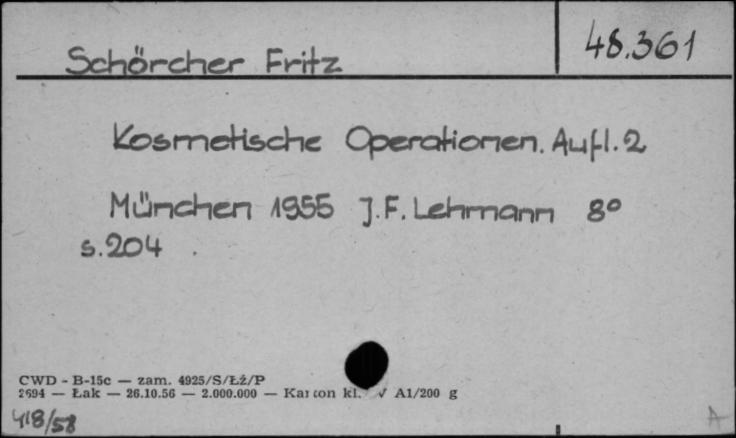 Schörcher Fritz
48.361
Kosmetische Operationen. Aufl. 2
München 1955 J.F. Lehmann 8°
s. 204.
CWD - B-15c — zam. 4925/S/Łż/P
2694 — Łak — 26.10.56 — 2.000.000 — Karton kl. V A1/200 g
418/58
A